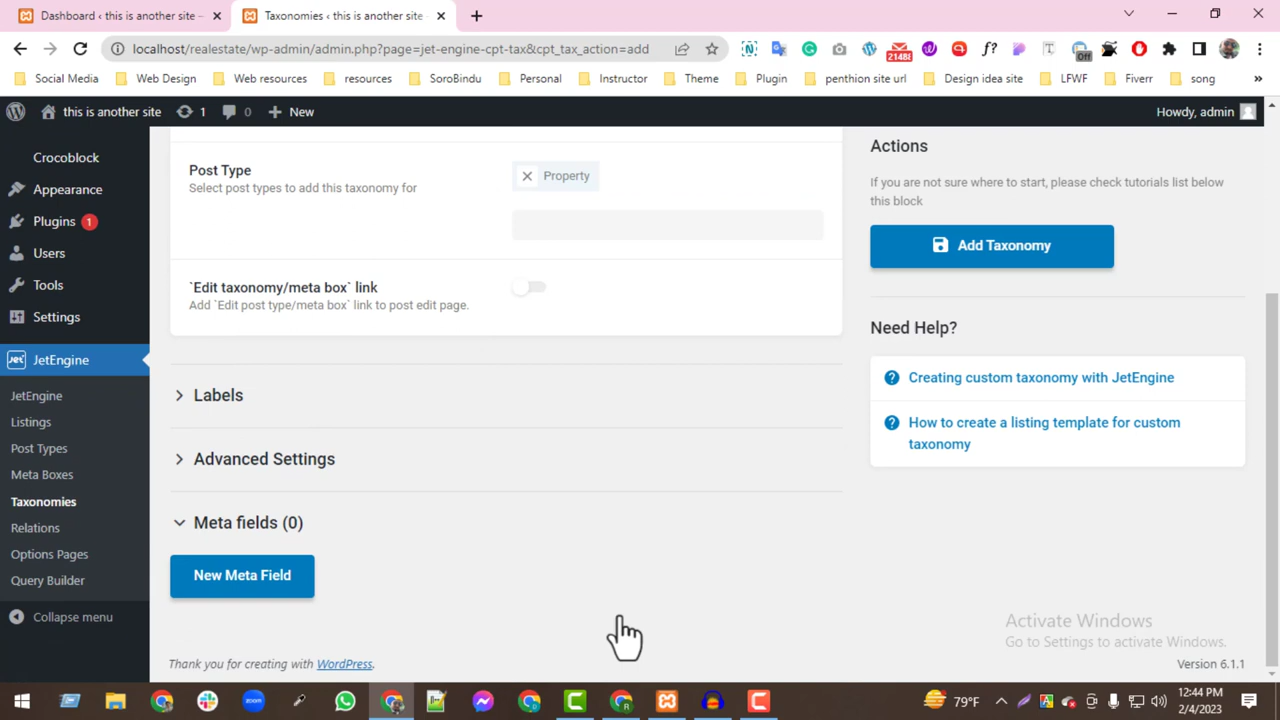 Dashboard ‹ this is another site –
Taxonomies ‹ this is another site -
localhost/realestate/wp-admin/admin.php?page=jet-engine-cpt-tax&cpt_tax_action=add
21488
Off
Social Media
Web Design
Web resources
resources
SoroBindu
Personal
Instructor
Theme
Plugin
penthion site url
Design idea site
LFWF
Fiverr
song
»
this is another site
1
0
New
Howdy, admin
Crocoblock
Appearance
Plugins 1
Users
Tools
Settings
JetEngine
JetEngine
Listings
Post Types
Meta Boxes
Taxonomies
Relations
Options Pages
Query Builder
Collapse menu
Post Type
Select post types to add this taxonomy for
Property
`Edit taxonomy/meta box` link
Add `Edit post type/meta box` link to post edit page.
Labels
Advanced Settings
Meta fields (0)
New Meta Field
Thank you for creating with WordPress.
Actions
If you are not sure where to start, please check tutorials list below
this block
Add Taxonomy
Need Help?
Creating custom taxonomy with JetEngine
How to create a listing template for custom
taxonomy
Activate Windows
Go to Settings to activate Windows.
Version 6.1.1
zoom
79°F
12:44 PM
2/4/2023